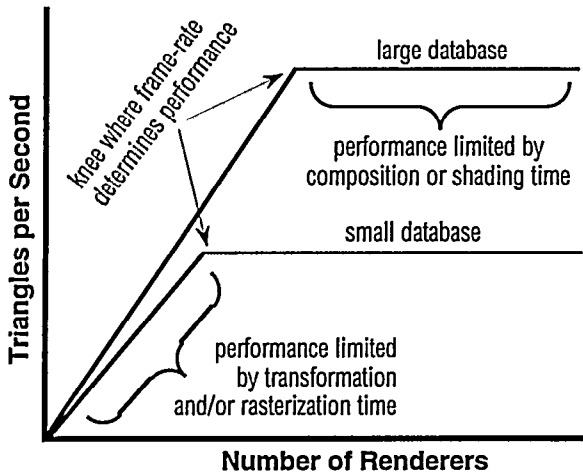 large database
knee where frame-rate
determines performance
performance limited by
composition or shading time
small database
performance limited
by transformation
and/or rasterization time
Triangles per Second
Number of Renderers